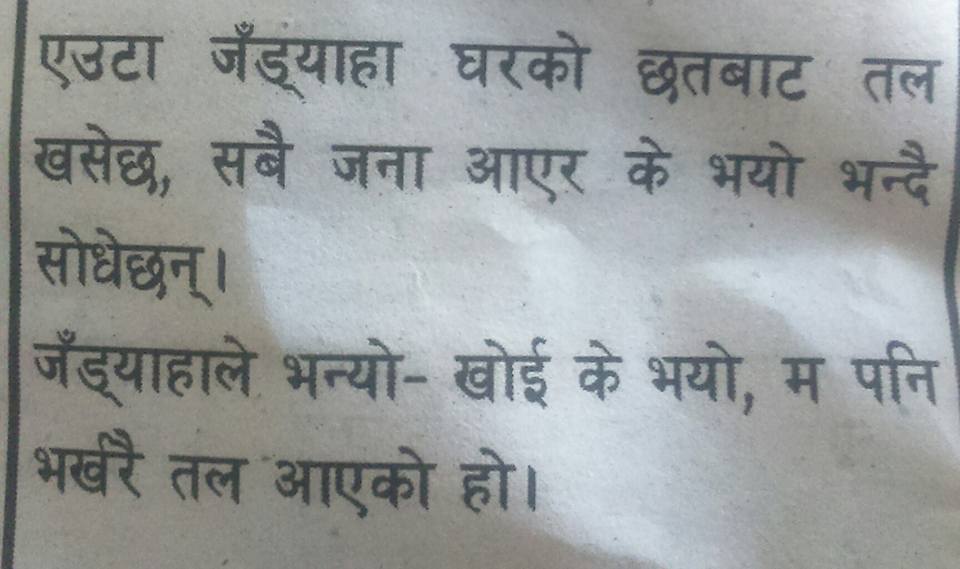 एउटा जँड्याहा घरको छतबाट तल
खसेछ, सबै जना आएर के भयो भन्दै
सोधेछन्।
जँड्याहाले भन्यो- खोई के भयो, म पनि
भर्खरै तल आएको हो।